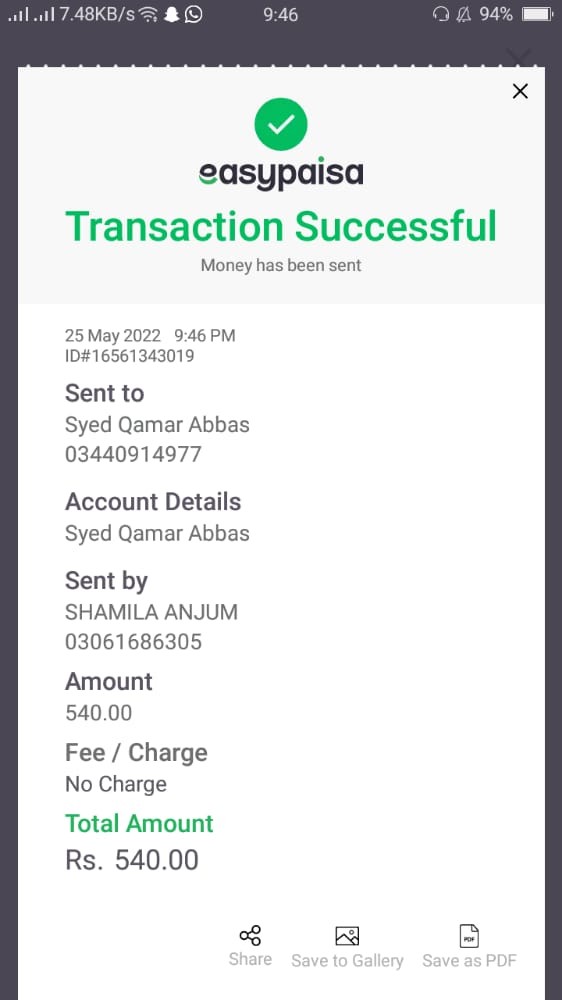 7.48KB/s 9:46 94%
easypaisa
Transaction Successful
Money has been sent
25 May 2022 9:46 PM
ID#16561343019
Sent to
Syed Qamar Abbas
03440914977
Account Details
Syed Qamar Abbas
Sent by
SHAMILA ANJUM
03061686305
Amount
540.00
Fee / Charge
No Charge
Total Amount
Rs. 540.00
PDF
Share Save to Gallery Save as PDF